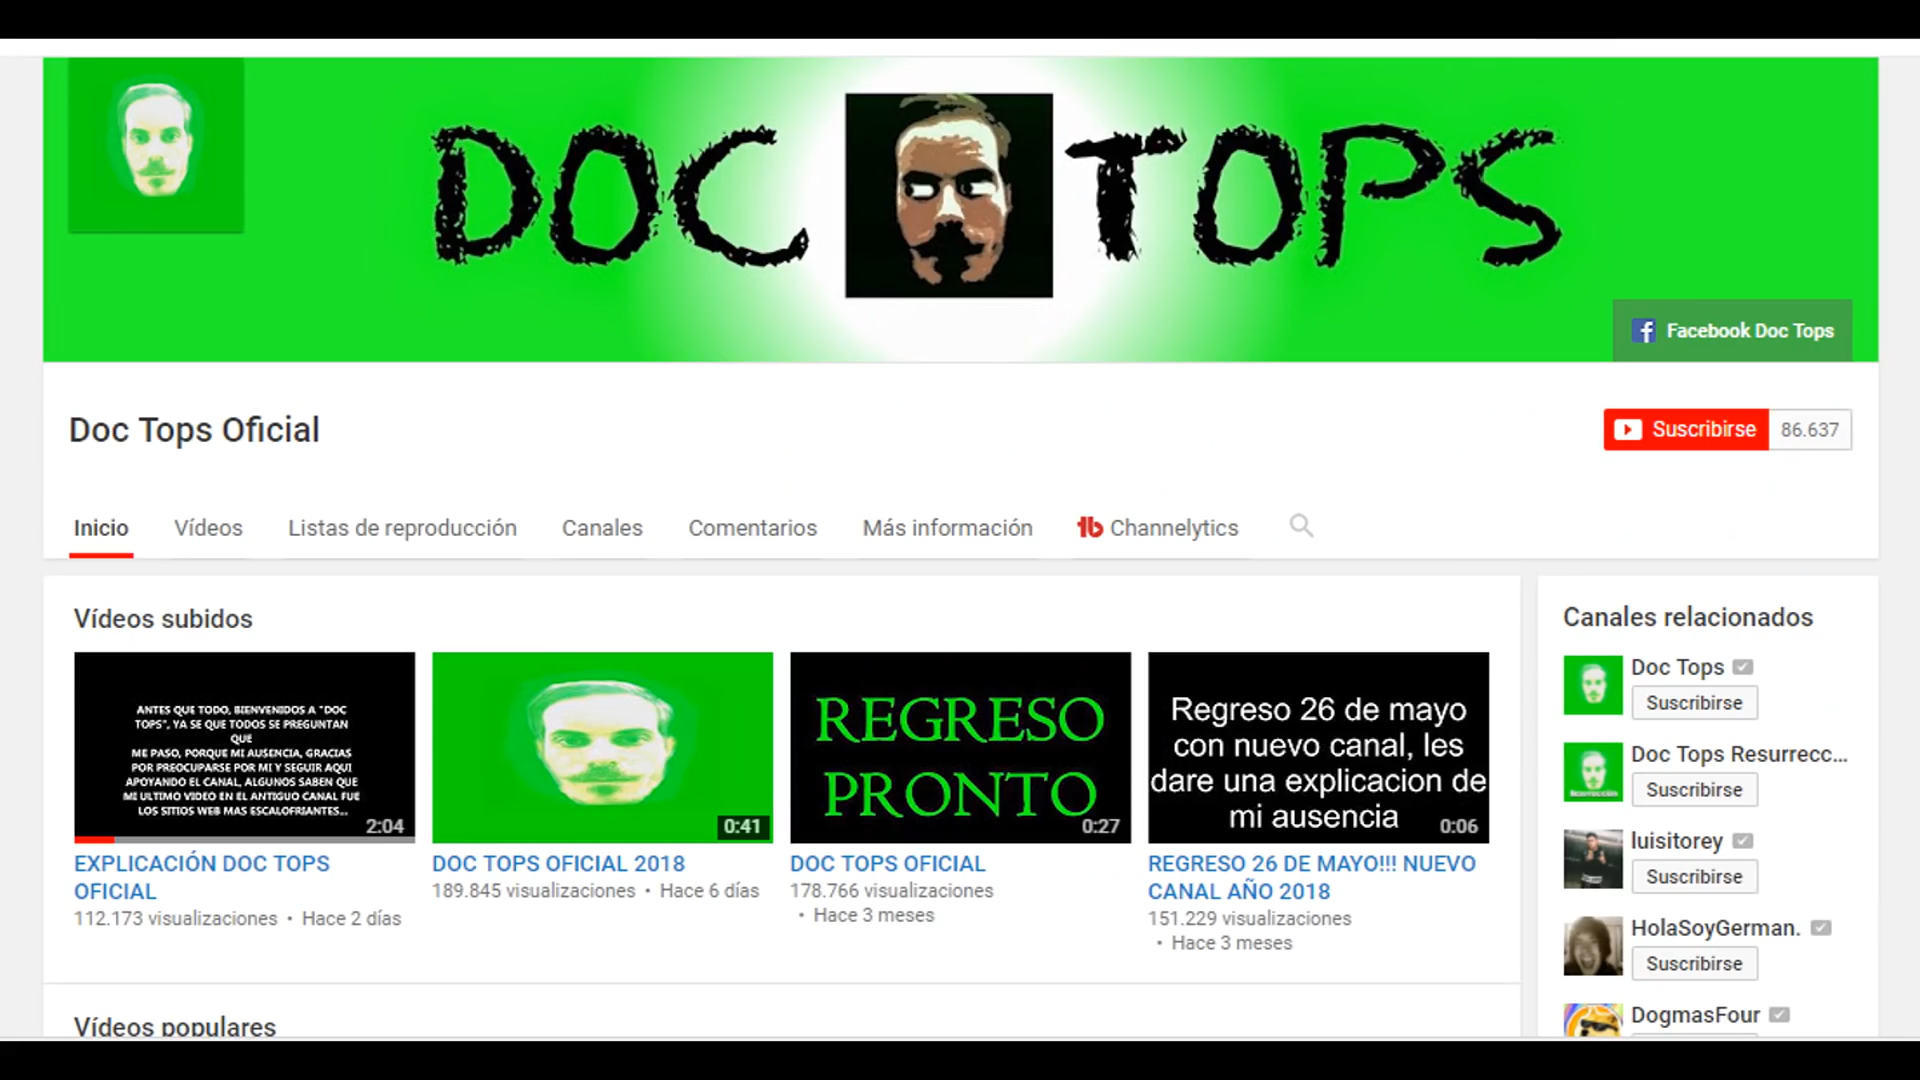 DOC TOPS
Facebook Doc Tops
Doc Tops Oficial
Suscribirse 86.637
Inicio Vídeos Listas de reproducción Canales Comentarios Más información Channelytics
Vídeos subidos
ANTES QUE TODO, BIENVENIDOS A "DOC
TOPS", YA SE QUE TODOS SE PREGUNTAN
QUE
ME PASO, PORQUE MI AUSENCIA, GRACIAS
POR PREOCUPARSE POR MI Y SEGUIR AQUI
APOYANDO EL CANAL, ALGUNOS SABEN QUE
MI ULTIMO VIDEO EN EL ANTIGUO CANAL FUE
LOS SITIOS WEB MAS ESCALOFRIANTES...
2:04
EXPLICACIÓN DOC TOPS
OFICIAL
112.173 visualizaciones • Hace 2 días
0:41
DOC TOPS OFICIAL 2018
189.845 visualizaciones • Hace 6 días
REGRESO
PRONTO
0:27
DOC TOPS OFICIAL
178.766 visualizaciones
• Hace 3 meses
Regreso 26 de mayo
con nuevo canal, les
dare una explicacion de
mi ausencia
0:06
REGRESO 26 DE MAYO!!! NUEVO
CANAL AÑO 2018
151.229 visualizaciones
• Hace 3 meses
Vídeos populares
Canales relacionados
Doc Tops
Suscribirse
Doc Tops Resurrecc...
Suscribirse
luisitorey
Suscribirse
HolaSoyGerman.
Suscribirse
DogmasFour